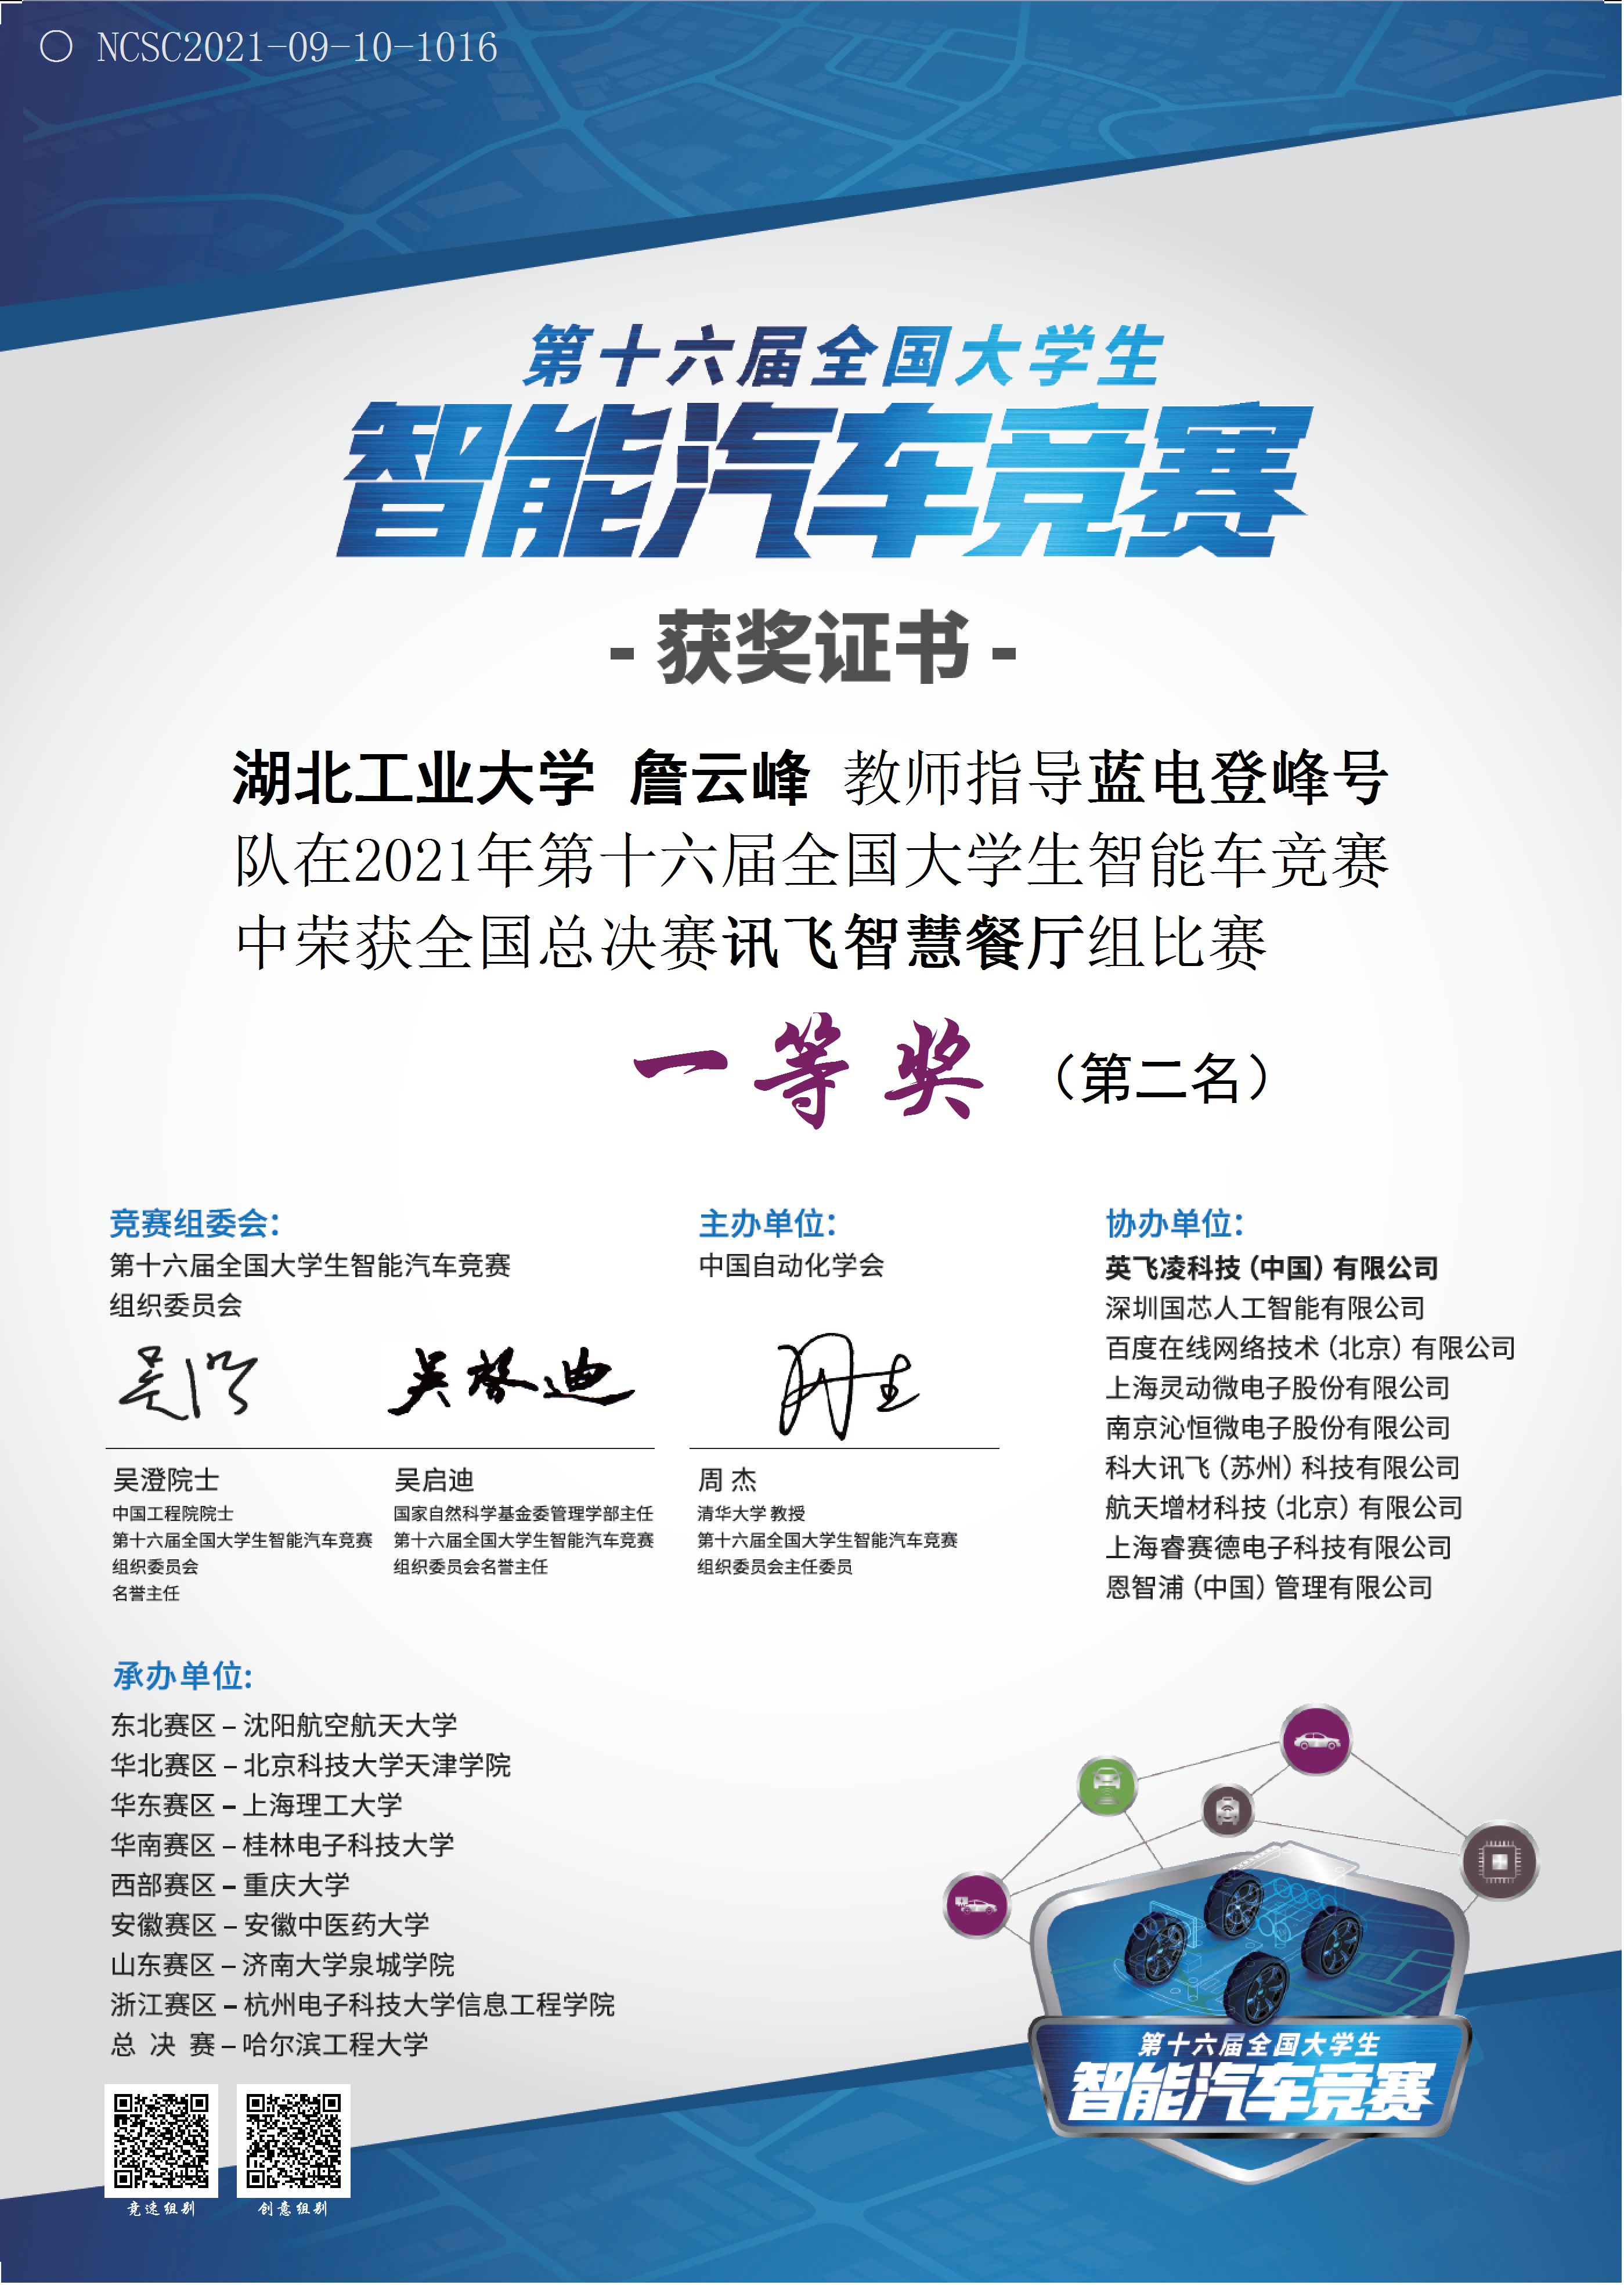 ○ NCSC2021-09-10-1016
第十六届全国大学生
智能汽车竞赛
- 获奖证书 -
湖北工业大学 詹云峰 教师指导蓝电登峰号
队在2021年第十六届全国大学生智能车竞赛
中荣获全国总决赛讯飞智慧餐厅组比赛
一等奖 （第二名）
竞赛组委会：
第十六届全国大学生智能汽车竞赛
组织委员会
吴澄
吴启迪
吴澄院士
中国工程院院士
第十六届全国大学生智能汽车竞赛
组织委员会
名誉主任
吴启迪
国家自然科学基金委管理学部主任
第十六届全国大学生智能汽车竞赛
组织委员会名誉主任
主办单位：
中国自动化学会
周杰
周 杰
清华大学 教授
第十六届全国大学生智能汽车竞赛
组织委员会主任委员
协办单位：
英飞凌科技（中国）有限公司
深圳国芯人工智能有限公司
百度在线网络技术（北京）有限公司
上海灵动微电子股份有限公司
南京沁恒微电子股份有限公司
科大讯飞（苏州）科技有限公司
航天增材科技（北京）有限公司
上海睿赛德电子科技有限公司
恩智浦（中国）管理有限公司
承办单位：
东北赛区 – 沈阳航空航天大学
华北赛区 – 北京科技大学天津学院
华东赛区 – 上海理工大学
华南赛区 – 桂林电子科技大学
西部赛区 – 重庆大学
安徽赛区 – 安徽中医药大学
山东赛区 – 济南大学泉城学院
浙江赛区 – 杭州电子科技大学信息工程学院
总 决 赛 – 哈尔滨工程大学
竞速组别
创意组别
第十六届全国大学生
智能汽车竞赛